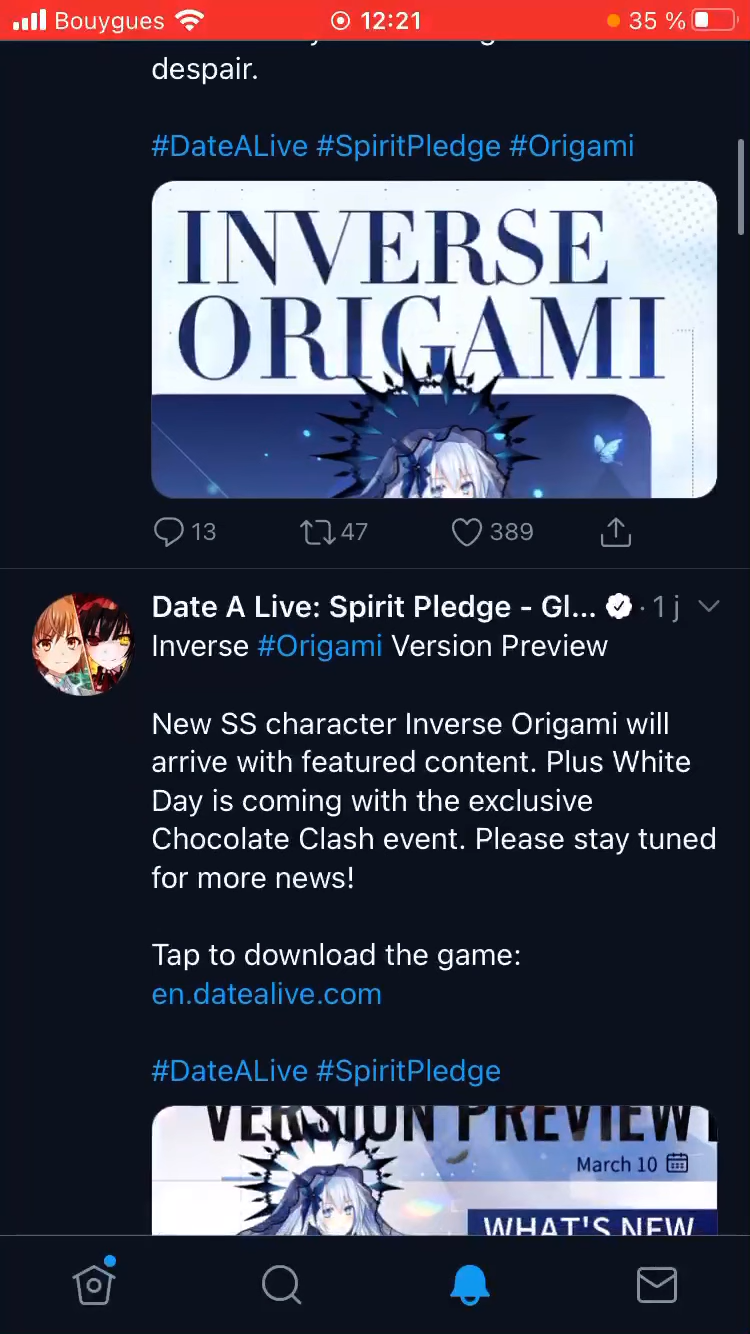 Bouygues 12:21 35 %
despair.
#DateALive #SpiritPledge #Origami
INVERSE
ORIGAMI
13 47 389
Date A Live: Spirit Pledge - Gl... · 1 j
Inverse #Origami Version Preview
New SS character Inverse Origami will
arrive with featured content. Plus White
Day is coming with the exclusive
Chocolate Clash event. Please stay tuned
for more news!
Tap to download the game:
en.datealive.com
#DateALive #SpiritPledge
VERSION PREVIEW
March 10
WHAT'S NEW